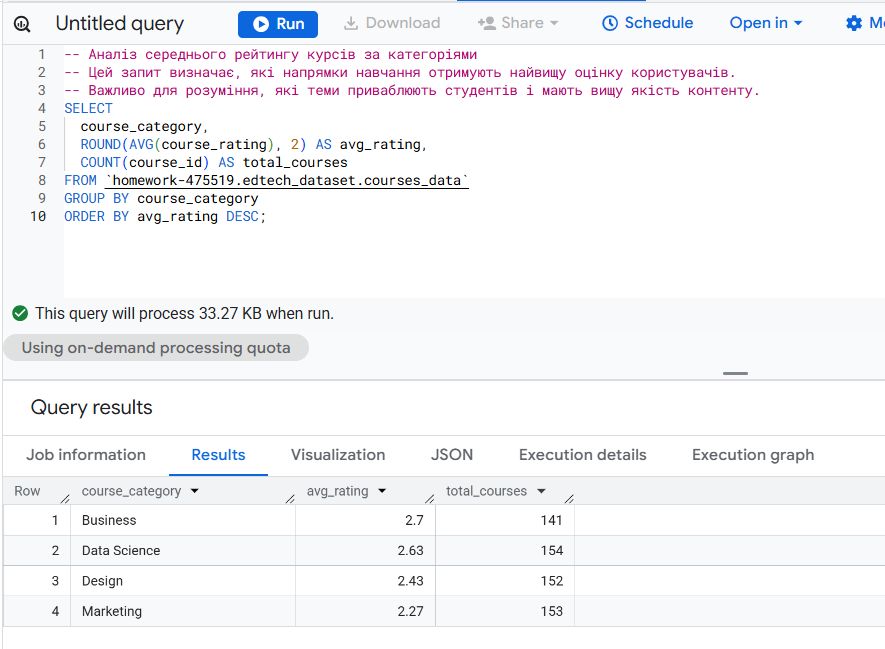 Untitled query
Run
Download
Share
Schedule
Open in
1 -- Аналіз середнього рейтингу курсів за категоріями
2 -- Цей запит визначає, які напрямки навчання отримують найвищу оцінку користувачів.
3 -- Важливо для розуміння, які теми приваблюють студентів і мають вищу якість контенту.
4 SELECT
5 course_category,
6 ROUND(AVG(course_rating), 2) AS avg_rating,
7 COUNT(course_id) AS total_courses
8 FROM `homework-475519.edtech_dataset.courses_data`
9 GROUP BY course_category
10 ORDER BY avg_rating DESC;
This query will process 33.27 KB when run.
Using on-demand processing quota
Query results
Job information Results Visualization JSON Execution details Execution graph
Row course_category avg_rating total_courses
1 Business 2.7 141
2 Data Science 2.63 154
3 Design 2.43 152
4 Marketing 2.27 153